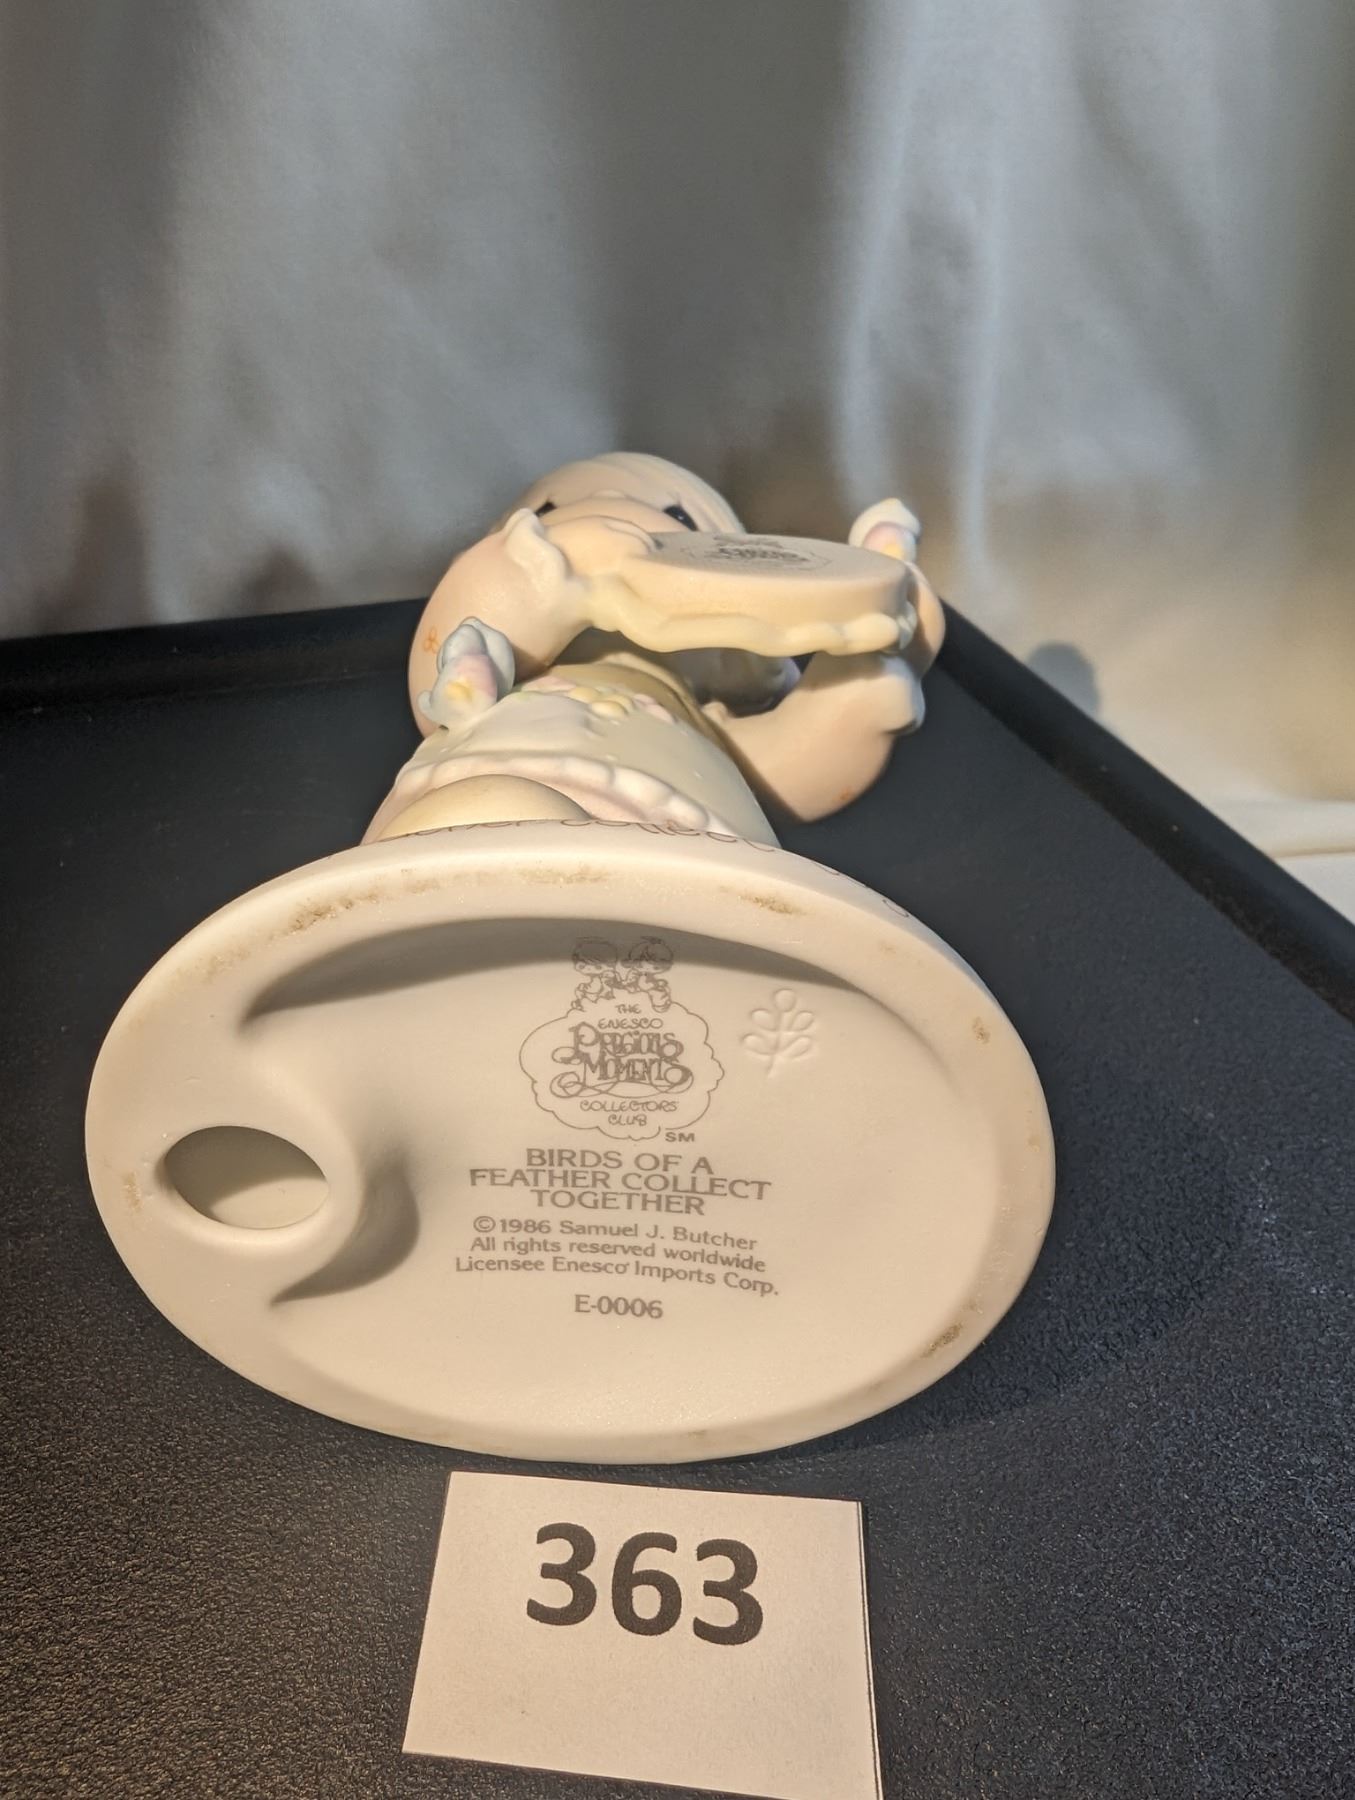 THE
ENESCO
PRECIOUS
MOMENTS
COLLECTORS'
CLUB
SM
BIRDS OF A
FEATHER COLLECT
TOGETHER
©1986 Samuel J. Butcher
All rights reserved worldwide
Licensee Enesco Imports Corp.
E-0006
363